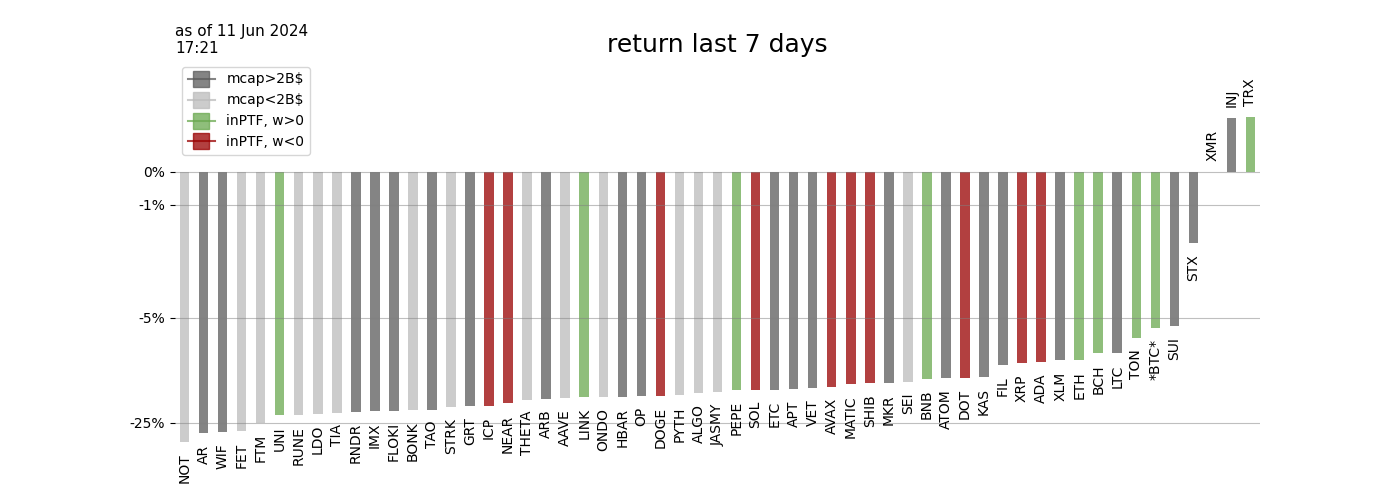 as of 11 Jun 2024
17:21
return last 7 days
mcap>2B$
mcap<2B$
inPTF, w>0
inPTF, w<0
0%
-1%
-5%
-25%
NOT
AR
WIF
FET
FTM
UNI
RUNE
LDO
TIA
RNDR
IMX
FLOKI
BONK
TAO
STRK
GRT
ICP
NEAR
THETA
ARB
AAVE
LINK
ONDO
HBAR
OP
DOGE
PYTH
ALGO
JASMY
PEPE
SOL
ETC
APT
VET
AVAX
MATIC
SHIB
MKR
SEI
BNB
ATOM
DOT
KAS
FIL
XRP
ADA
XLM
ETH
BCH
LTC
TON
*BTC*
SUI
STX
XMR
INJ
TRX